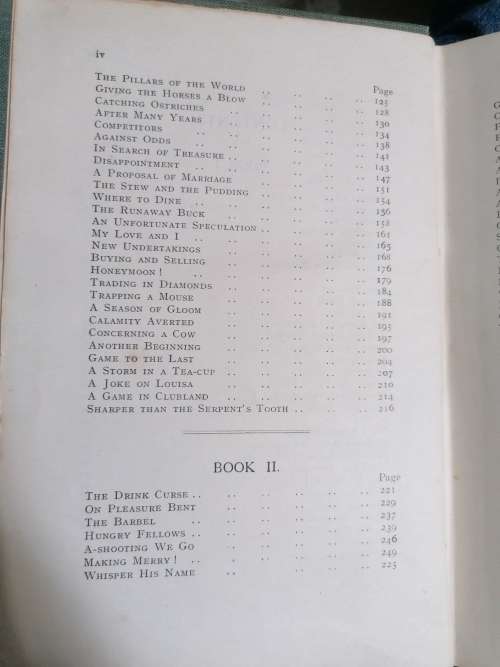 iv
Page
THE PILLARS OF THE WORLD .. .. .. .. 125
GIVING THE HORSES A BLOW .. .. .. .. 128
CATCHING OSTRICHES .. .. .. .. 130
AFTER MANY YEARS .. .. .. .. 134
COMPETITORS .. .. .. .. .. 138
AGAINST ODDS .. .. .. .. .. 141
IN SEARCH OF TREASURE .. .. .. .. 143
DISAPPOINTMENT .. .. .. .. .. 147
A PROPOSAL OF MARRIAGE .. .. .. .. 151
THE STEW AND THE PUDDING .. .. .. .. 154
WHERE TO DINE .. .. .. .. .. 156
THE RUNAWAY BUCK .. .. .. .. 158
AN UNFORTUNATE SPECULATION .. .. .. .. 161
MY LOVE AND I .. .. .. .. .. 165
NEW UNDERTAKINGS .. .. .. .. 168
BUYING AND SELLING .. .. .. .. 176
HONEYMOON! .. .. .. .. .. 179
TRADING IN DIAMONDS .. .. .. .. 184
TRAPPING A MOUSE .. .. .. .. 188
A SEASON OF GLOOM .. .. .. .. 191
CALAMITY AVERTED .. .. .. .. 195
CONCERNING A COW .. .. .. .. 197
ANOTHER BEGINNING .. .. .. .. 200
GAME TO THE LAST .. .. .. .. 204
A STORM IN A TEA-CUP .. .. .. .. 207
A JOKE ON LOUISA .. .. .. .. 210
A GAME IN CLUBLAND .. .. .. .. 214
SHARPER THAN THE SERPENT'S TOOTH .. .. .. 216
BOOK II.
Page
THE DRINK CURSE .. .. .. .. .. 221
ON PLEASURE BENT .. .. .. .. 229
THE BARBEL .. .. .. .. .. 237
HUNGRY FELLOWS .. .. .. .. .. 239
A-SHOOTING WE GO .. .. .. .. 246
MAKING MERRY! .. .. .. .. .. 249
WHISPER HIS NAME .. .. .. .. 225